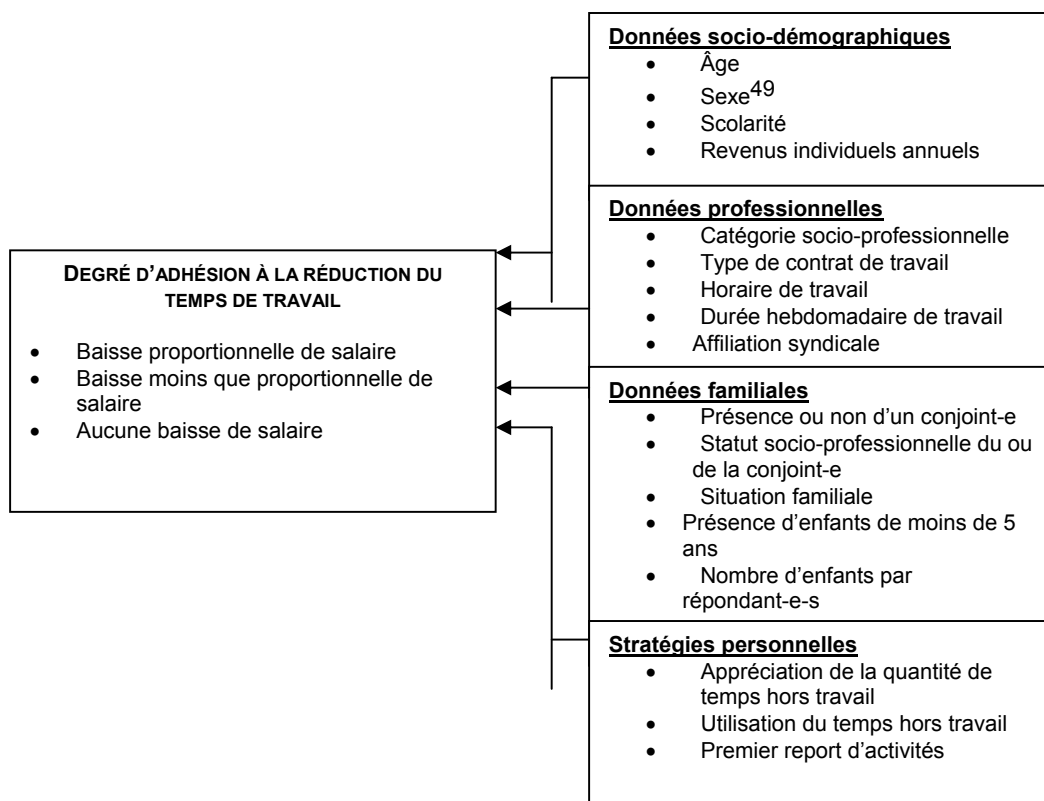 DEGRÉ D'ADHÉSION À LA RÉDUCTION DU
TEMPS DE TRAVAIL
• Baisse proportionnelle de salaire
• Baisse moins que proportionnelle de
salaire
• Aucune baisse de salaire
Données socio-démographiques
• Âge
• Sexe49
• Scolarité
• Revenus individuels annuels
Données professionnelles
• Catégorie socio-professionnelle
• Type de contrat de travail
• Horaire de travail
• Durée hebdomadaire de travail
• Affiliation syndicale
Données familiales
• Présence ou non d'un conjoint-e
• Statut socio-professionnelle du ou
de la conjoint-e
• Situation familiale
• Présence d'enfants de moins de 5
ans
• Nombre d'enfants par
répondant-e-s
Stratégies personnelles
• Appréciation de la quantité de
temps hors travail
• Utilisation du temps hors travail
• Premier report d'activités